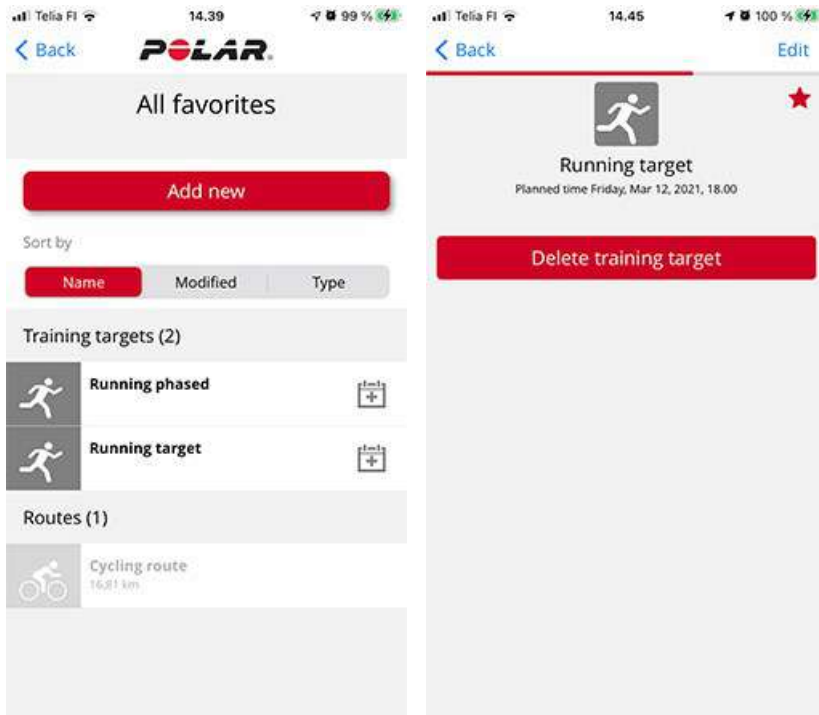 Telia FI 14.39 99 %
Back POLAR.
All favorites
Add new
Sort by
Name Modified Type
Training targets (2)
Running phased
Running target
Routes (1)
Cycling route
16,81 km
Telia FI 14.45 100 %
Back Edit
Running target
Planned time Friday, Mar 12, 2021, 18.00
Delete training target